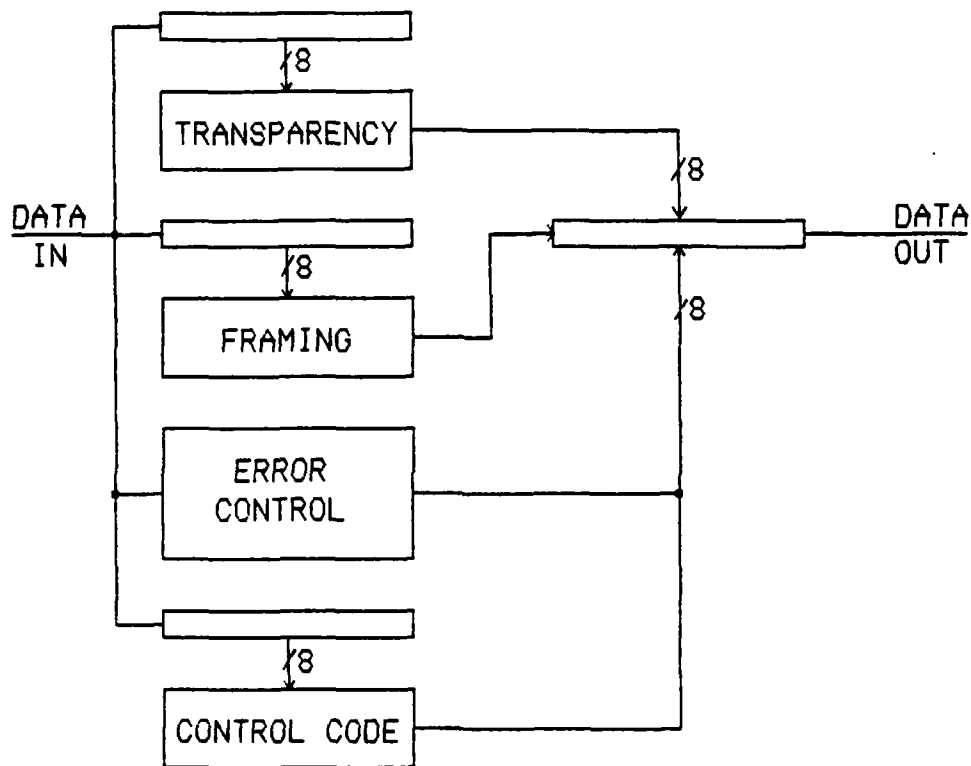 /8
TRANSPARENCY
/8
DATA
IN
DATA
OUT
/8
/8
FRAMING
ERROR
CONTROL
/8
CONTROL CODE